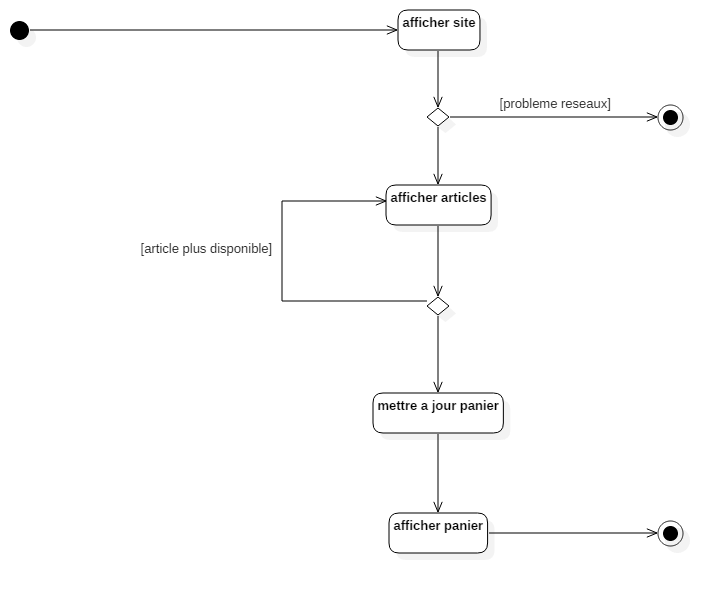 afficher site
[probleme reseaux]
afficher articles
[article plus disponible]
mettre a jour panier
afficher panier